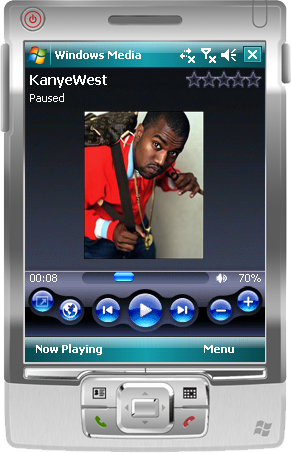 Windows Media
KanyeWest
Paused
00:08
70%
Now Playing
Menu